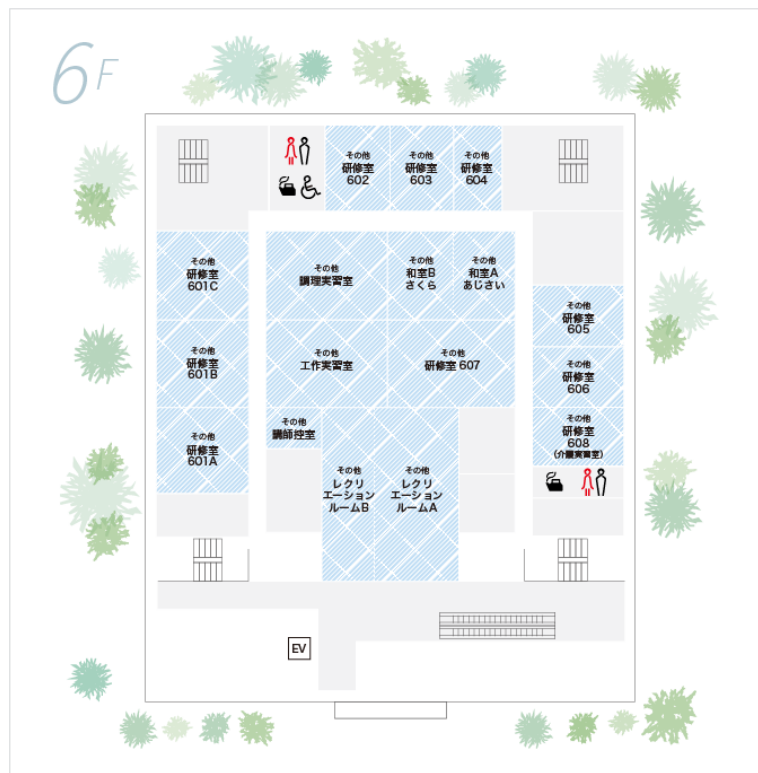 6F
その他
研修室
602
その他
研修室
603
その他
研修室
604
その他
研修室
601C
その他
調理実習室
その他
和室B
さくら
その他
和室A
あじさい
その他
研修室
605
その他
研修室
601B
その他
工作実習室
その他
研修室 607
その他
研修室
606
その他
研修室
601A
その他
講師控室
その他
研修室
608
(介護実習室)
その他
レクリ
エーション
ルームB
その他
レクリ
エーション
ルームA
EV